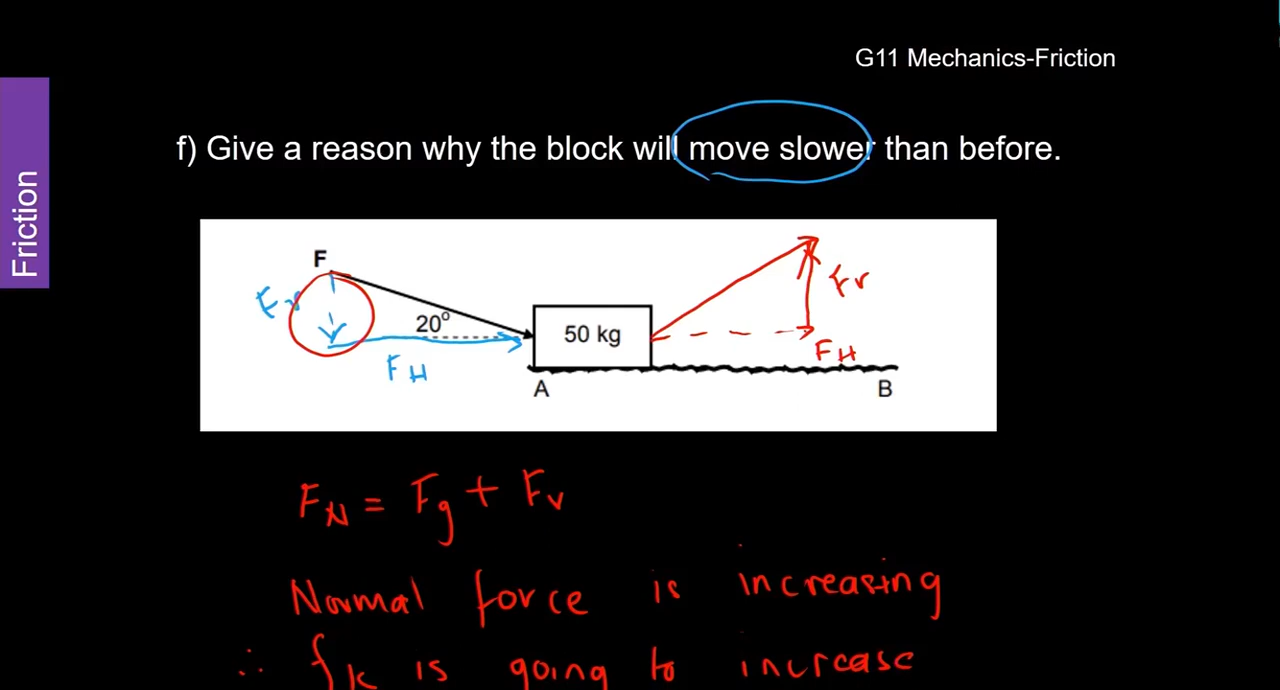 G11 Mechanics-Friction
Friction
f) Give a reason why the block will move slower than before.
F
Fv
20°
FH
50 kg
Fv
FH
A
B
FN = Fg + Fv
Normal force is increasing
∴ fk is going to increase